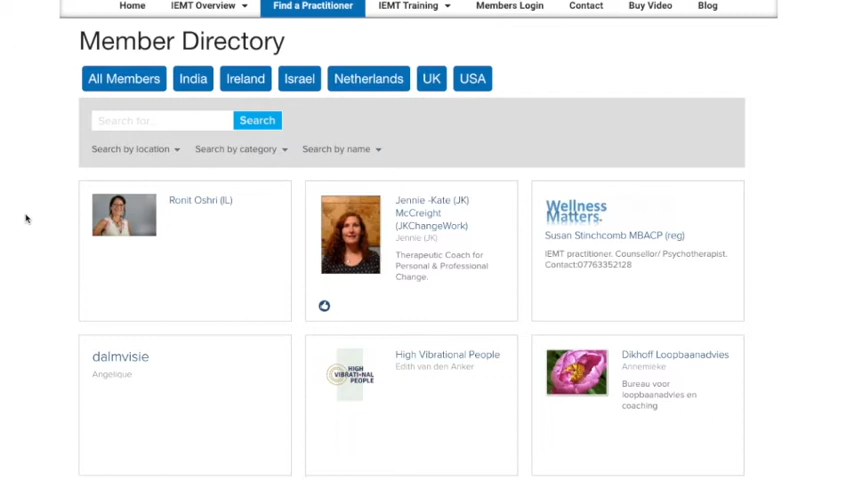 Home
IEMT Overview
Find a Practitioner
IEMT Training
Members Login
Contact
Buy Video
Blog
Member Directory
All Members
India
Ireland
Israel
Netherlands
UK
USA
Search for...
Search
Search by location
Search by category
Search by name
Ronit Oshri (IL)
Jennie -Kate (JK)
McCreight
(JKChangeWork)
Jennie (JK)
Therapeutic Coach for
Personal & Professional
Change.
Wellness
Matters.
Susan Stinchcomb MBACP (reg)
IEMT practitioner. Counsellor/ Psychotherapist.
Contact:07763352128
dalmvisie
Angelique
HIGH
VIBRATI-NAL
PEOPLE
High Vibrational People
Edith van den Anker
Dikhoff Loopbaanadvies
Annemieke
Bureau voor
loopbaanadvies en
coaching